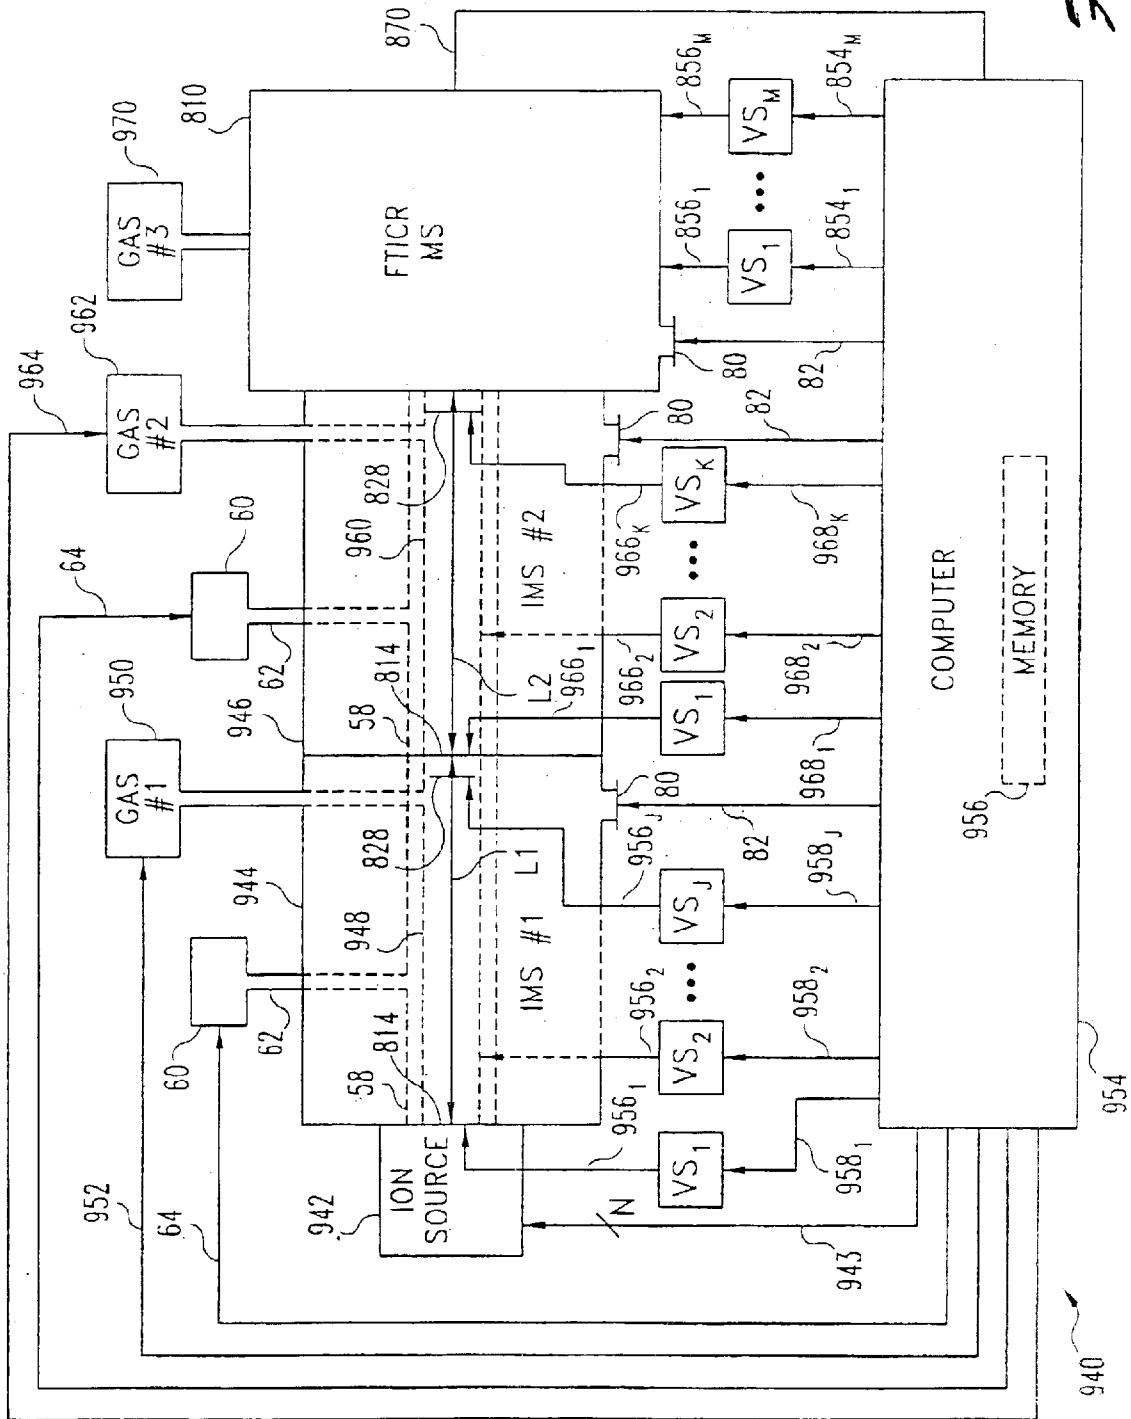 964
GAS #2
962
GAS #3
970
870
952
64
60
GAS #1
950
64
60
62
62
944
946
810
942
ION SOURCE
58
814
948
828
58
814
960
828
FTICR MS
L1
L2
IMS #1
IMS #2
N
943
956₁
956₂
956J
966₁
966₂
966K
80
80
80
856₁
856M
VS₁
VS₂
•••
VSJ
VS₁
VS₂
•••
VSK
VS₁
•••
VSM
958₁
958₂
958J
82
968₁
968₂
968K
82
82
854₁
854M
COMPUTER
956
MEMORY
954
940